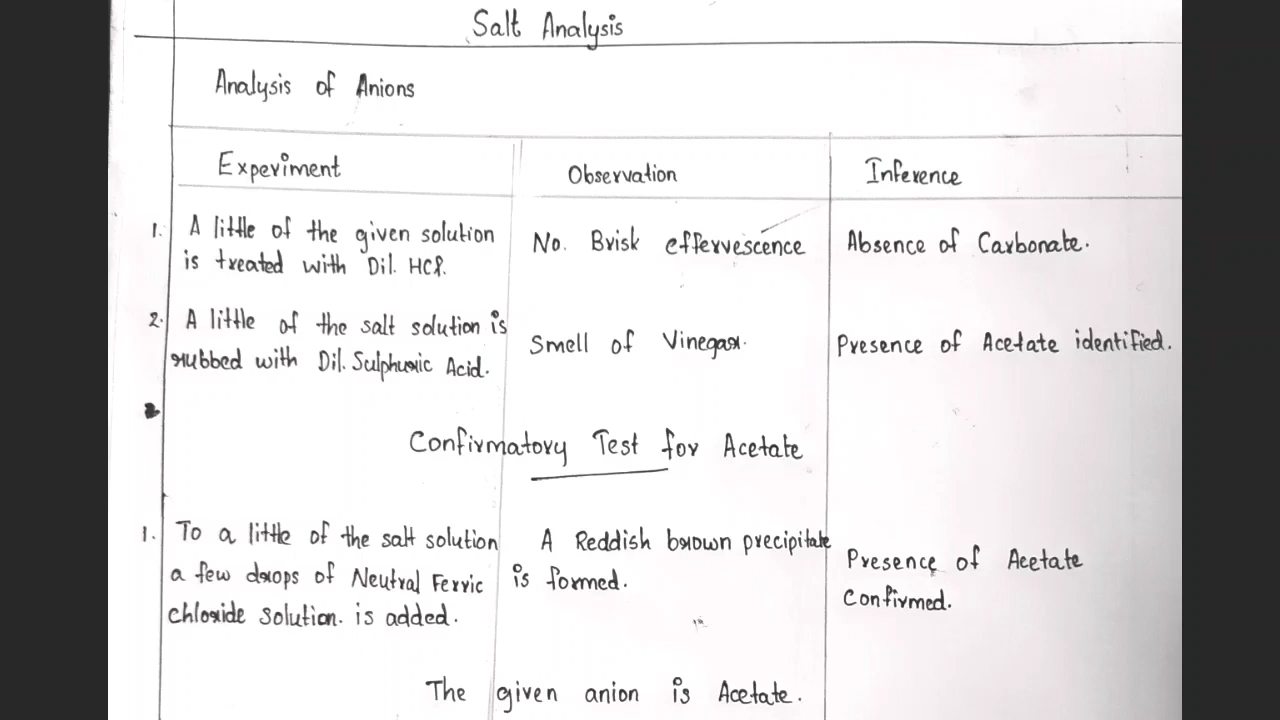 Salt Analysis
Analysis of Anions
Experiment
Observation
Inference
1. A little of the given solution
is treated with Dil. HCl.
No. Brisk effervescence
Absence of Carbonate.
2. A little of the salt solution is
rubbed with Dil. Sulphuric Acid.
Smell of Vinegar.
Presence of Acetate identified.
Confirmatory Test for Acetate
1. To a little of the salt solution
a few drops of Neutral Ferric
chloride solution. is added.
A Reddish brown precipitate
is formed.
Presence of Acetate
Confirmed.
The given anion is Acetate.